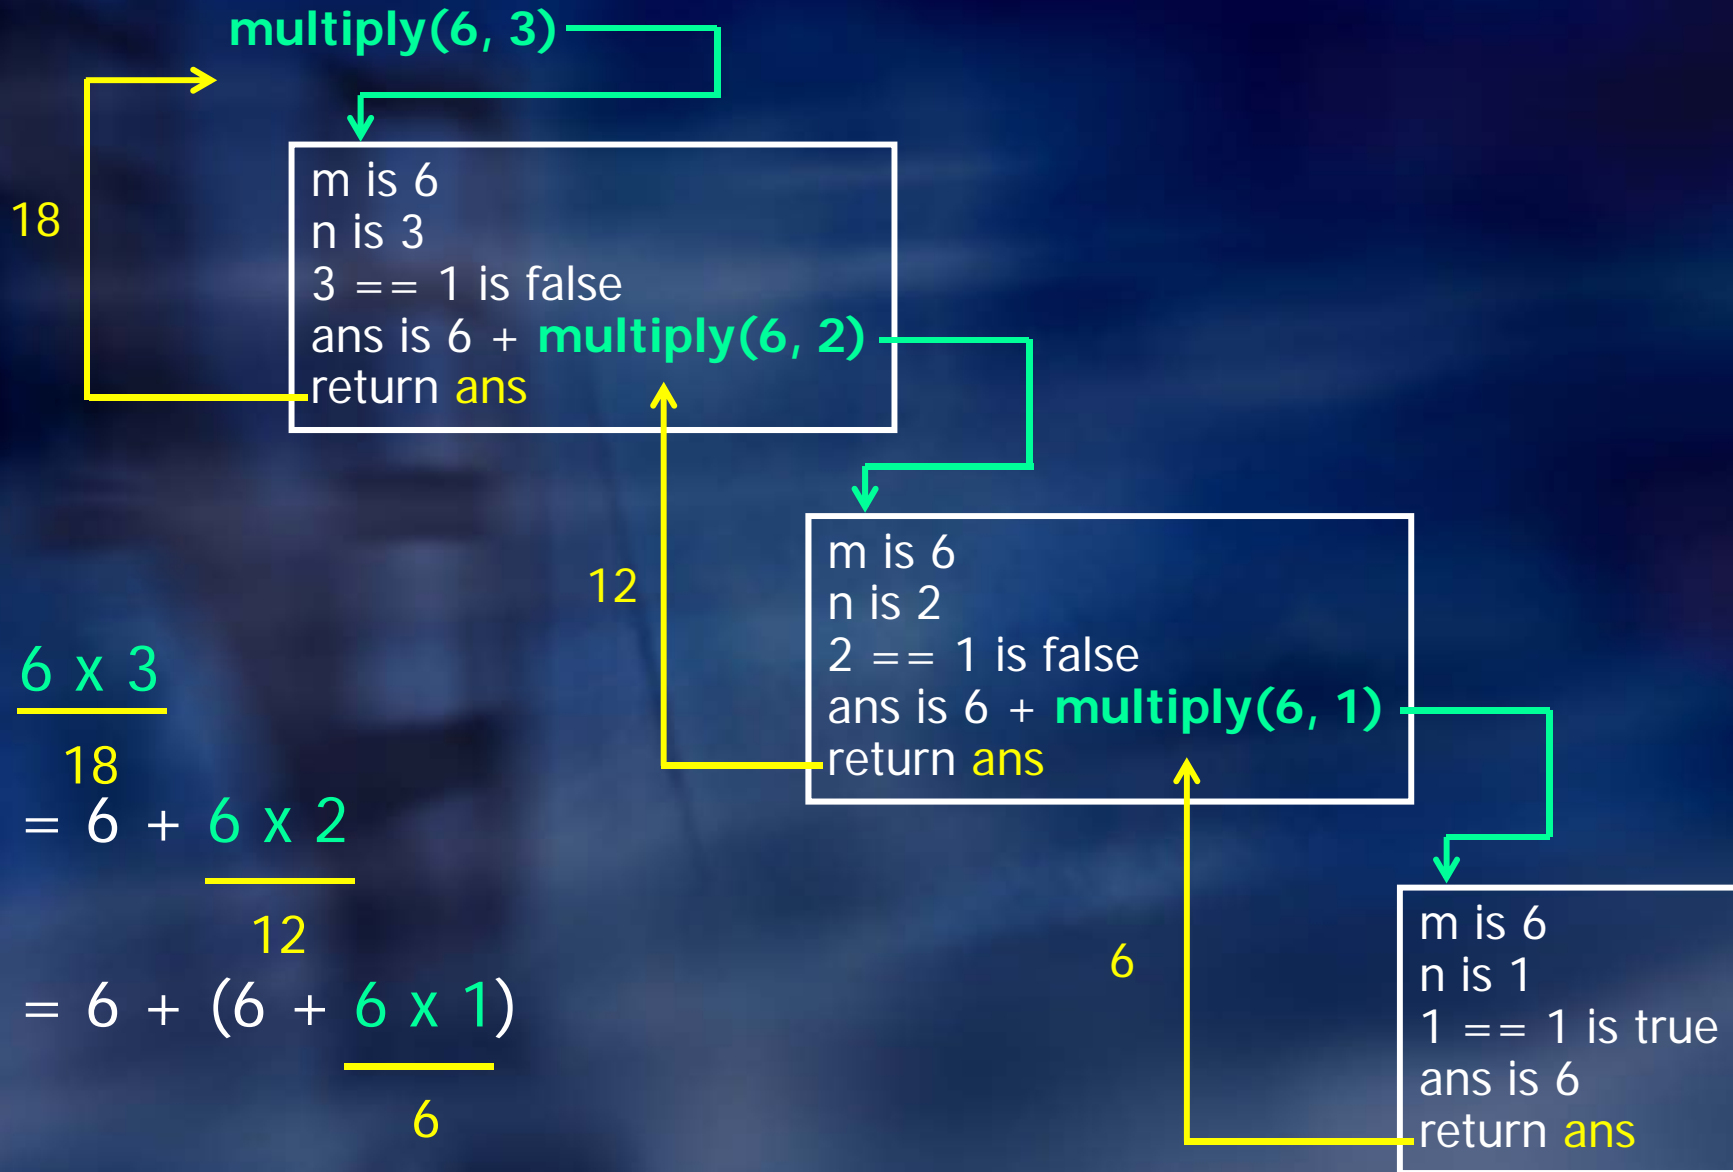 multiply(6, 3)
18
m is 6
n is 3
3 == 1 is false
ans is 6 + multiply(6, 2)
return ans
12
m is 6
n is 2
2 == 1 is false
ans is 6 + multiply(6, 1)
return ans
6
m is 6
n is 1
1 == 1 is true
ans is 6
return ans
6 x 3
18
= 6 + 6 x 2
12
= 6 + (6 + 6 x 1)
6